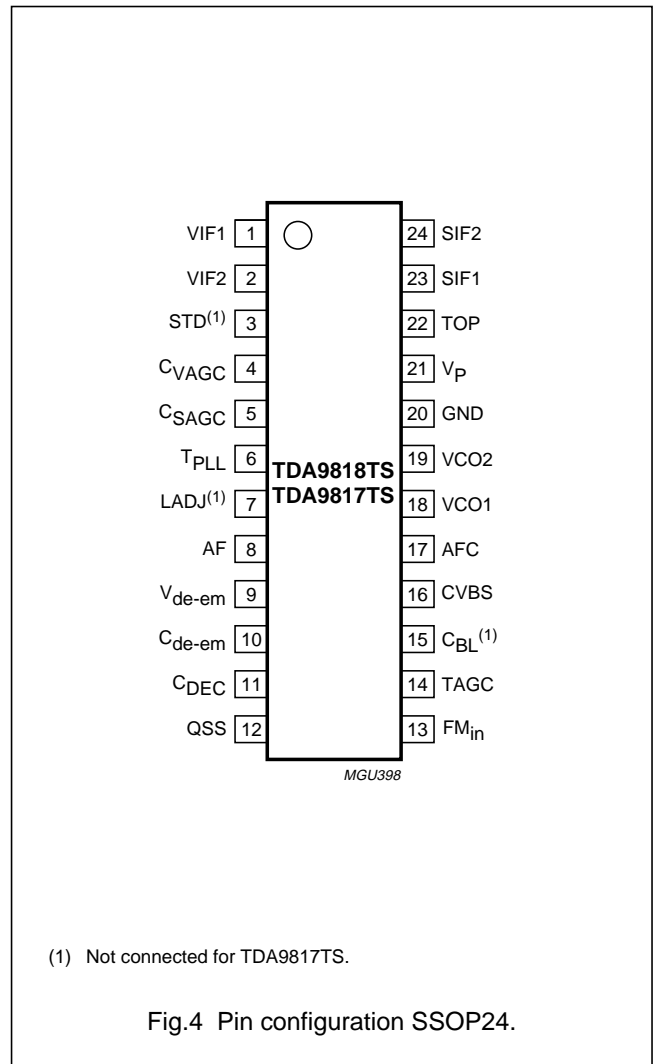 VIF1 1 24 SIF2
VIF2 2 23 SIF1
STD(1) 3 22 TOP
CVAGC 4 21 VP
CSAGC 5 20 GND
TPLL 6 19 VCO2
TDA9818TS
LADJ(1) 7 18 VCO1
TDA9817TS
AF 8 17 AFC
Vde-em 9 16 CVBS
Cde-em 10 15 CBL(1)
CDEC 11 14 TAGC
QSS 12 13 FMin
MGU398
(1) Not connected for TDA9817TS.
Fig.4 Pin configuration SSOP24.